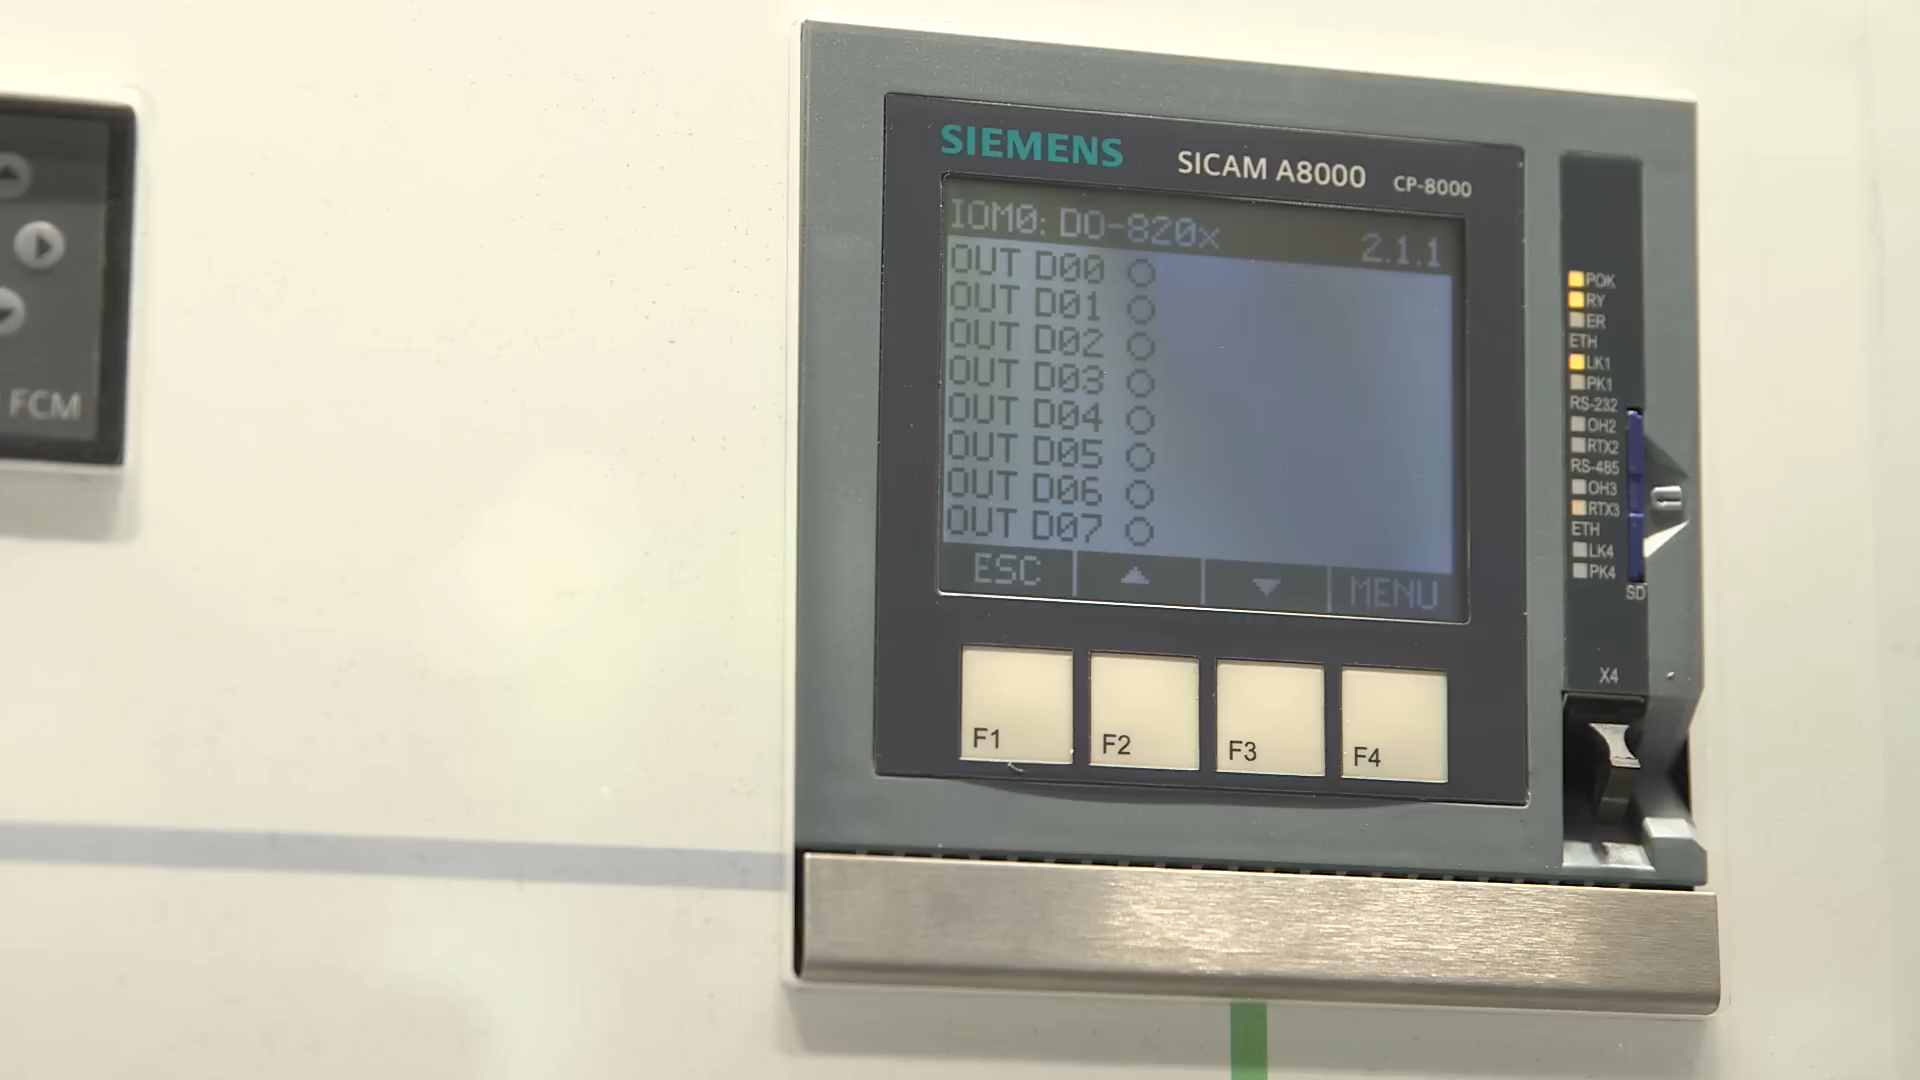 FCM
SIEMENS SICAM A8000 CP-8000
IOM0: DO-820x 2.1.1
OUT D00
OUT D01
OUT D02
OUT D03
OUT D04
OUT D05
OUT D06
OUT D07
ESC MENU
F1 F2 F3 F4
POK
RY
ER
ETH
LK1
PK1
RS-232
OH2
RTX2
RS-485
OH3
RTX3
ETH
LK4
PK4
SD
X4